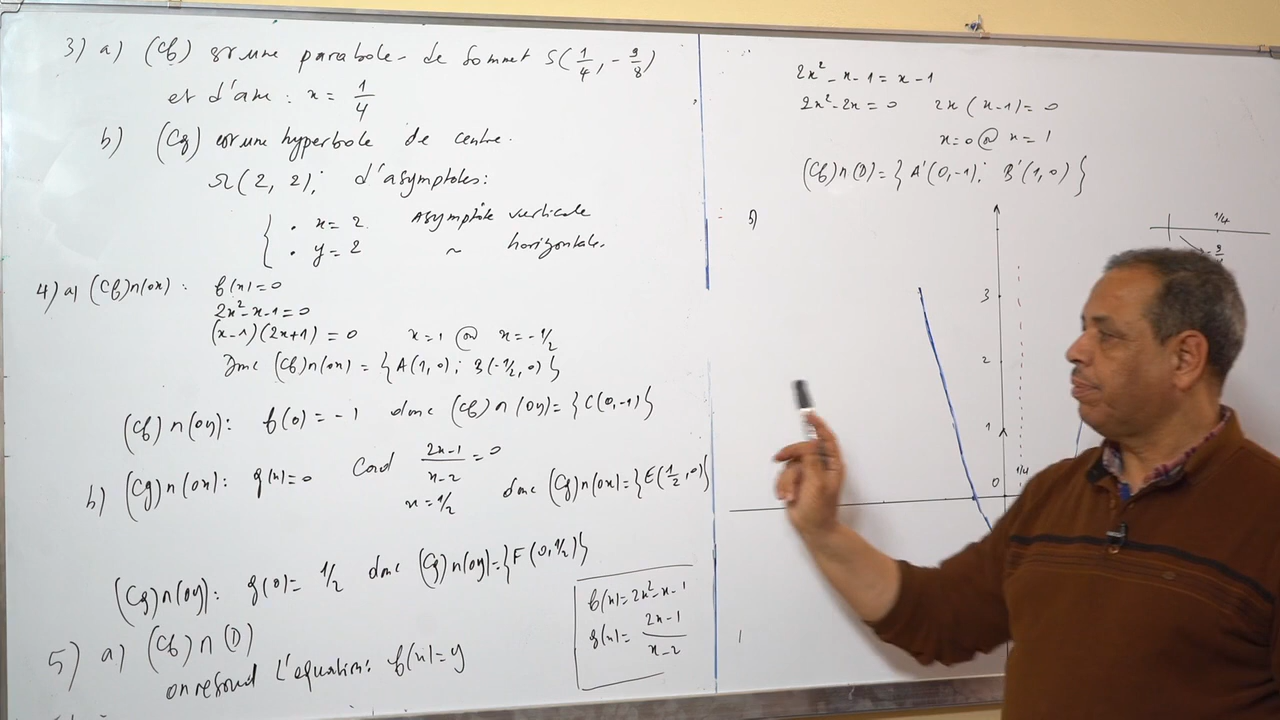 3) a) (Cf) est une parabole de sommet S(1/4, -9/8)
et d'axe : x = 1/4
b) (Cg) est une hyperbole de centre.
Ω(2, 2); d'asymptotes:
. x = 2 Asymptote verticale
. y = 2 ~ horizontale.
4) a) (Cf)∩(ox) : f(x)=0
2x²-x-1=0
(x-1)(2x+1) = 0 x=1 ou x=-1/2
Donc (Cf)∩(ox) = {A(1,0); B(-1/2,0)}
(Cf)∩(oy): f(0) = -1 donc (Cf)∩(oy)={C(0,-1)}
b) (Cg)∩(ox): g(x)=0 càd (2x-1)/(x-2) = 0
x = 1/2 donc (Cg)∩(ox)={E(1/2,0)}
(Cg)∩(oy): g(0)= 1/2 donc (Cg)∩(oy)={F(0,1/2)}
f(x)=2x²-x-1
g(x)= (2x-1)/(x-2)
5) a) (Cf)∩(D)
on resoud l'equation: f(x)=y
2x²-x-1 = x-1
2x²-2x=0 2x(x-1)=0
x=0 ou x=1
(Cf)∩(D)={A'(0,-1); B'(1,0)}
5)
1/4
3
2
1
0 1/4